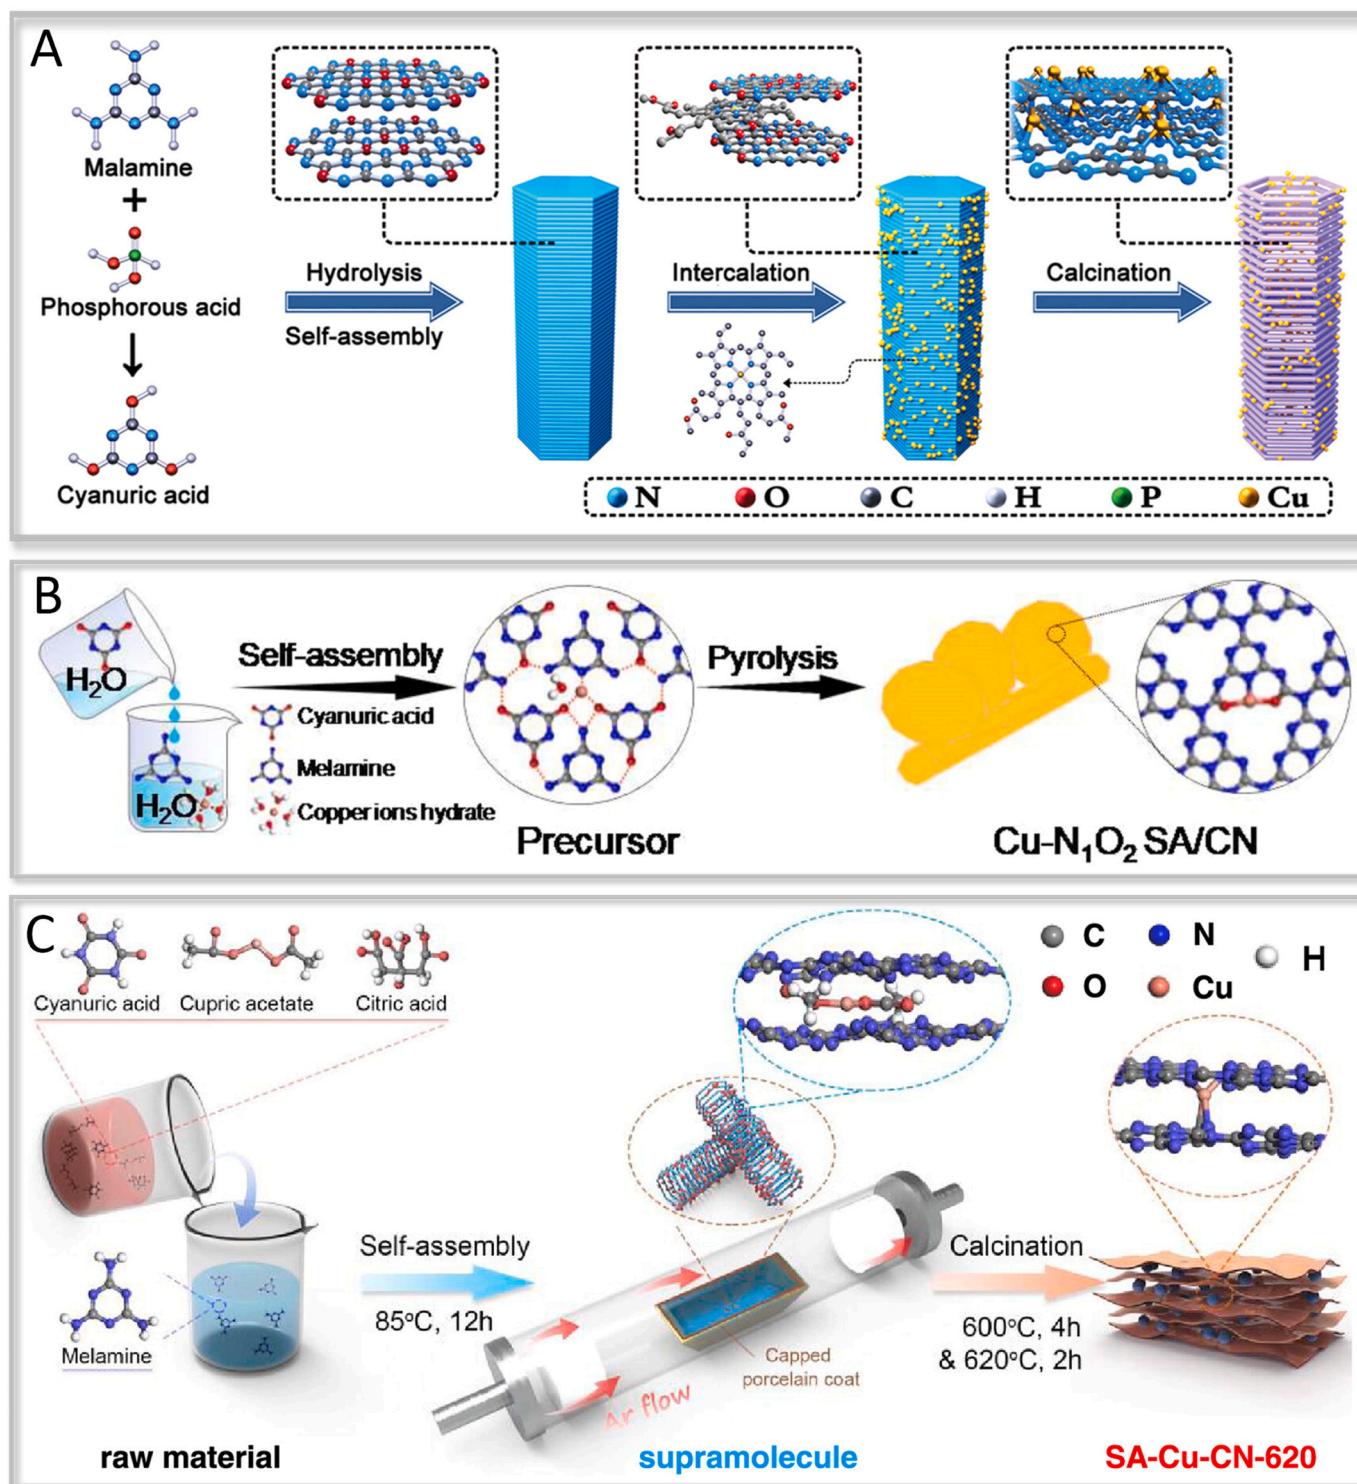 A
Malamine
+
Phosphorous acid
Cyanuric acid
Hydrolysis
Self-assembly
Intercalation
Calcination
N O C H P Cu
B
H₂O
H₂O
Self-assembly
Cyanuric acid
Melamine
Copper ions hydrate
Precursor
Pyrolysis
Cu-N₁O₂ SA/CN
C
Cyanuric acid Cupric acetate Citric acid
Melamine
raw material
Self-assembly
85°C, 12h
Capped
porcelain coat
Ar flow
supramolecule
C N H
O Cu
Calcination
600°C, 4h
& 620°C, 2h
SA-Cu-CN-620